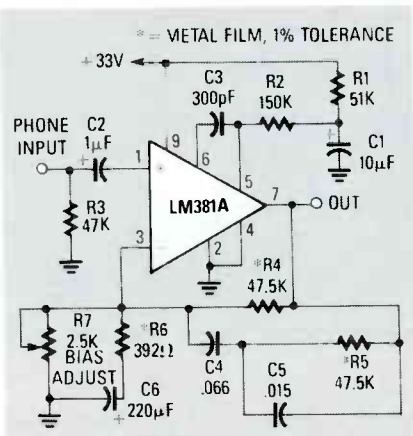 * = METAL FILM, 1% TOLERANCE
+ 33V
C3
300pF
R2
150K
R1
51K
PHONE
INPUT
C2
1µF
+
9
6
1
+
5
+
C1
10µF
LM381A
7
OUT
R3
47K
3
−
2
4
*R4
47.5K
R7
2.5K
BIAS
ADJUST
*R6
392Ω
C4
.066
*R5
47.5K
C5
.015
C6
220µF
+